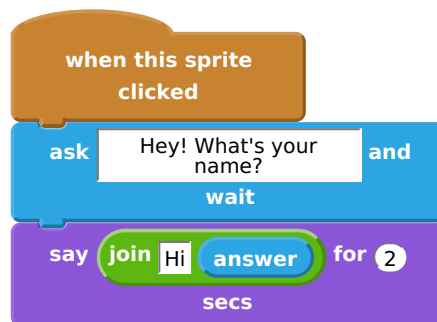 when this sprite
clicked
ask Hey! What's your name? and
wait
say join Hi answer for 2
secs